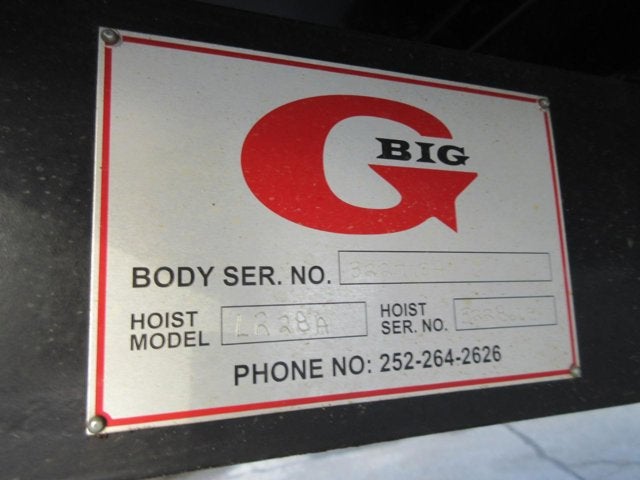 BIG
BODY SER. NO.
HOIST MODEL LR28A HOIST SER. NO.
PHONE NO: 252-264-2626